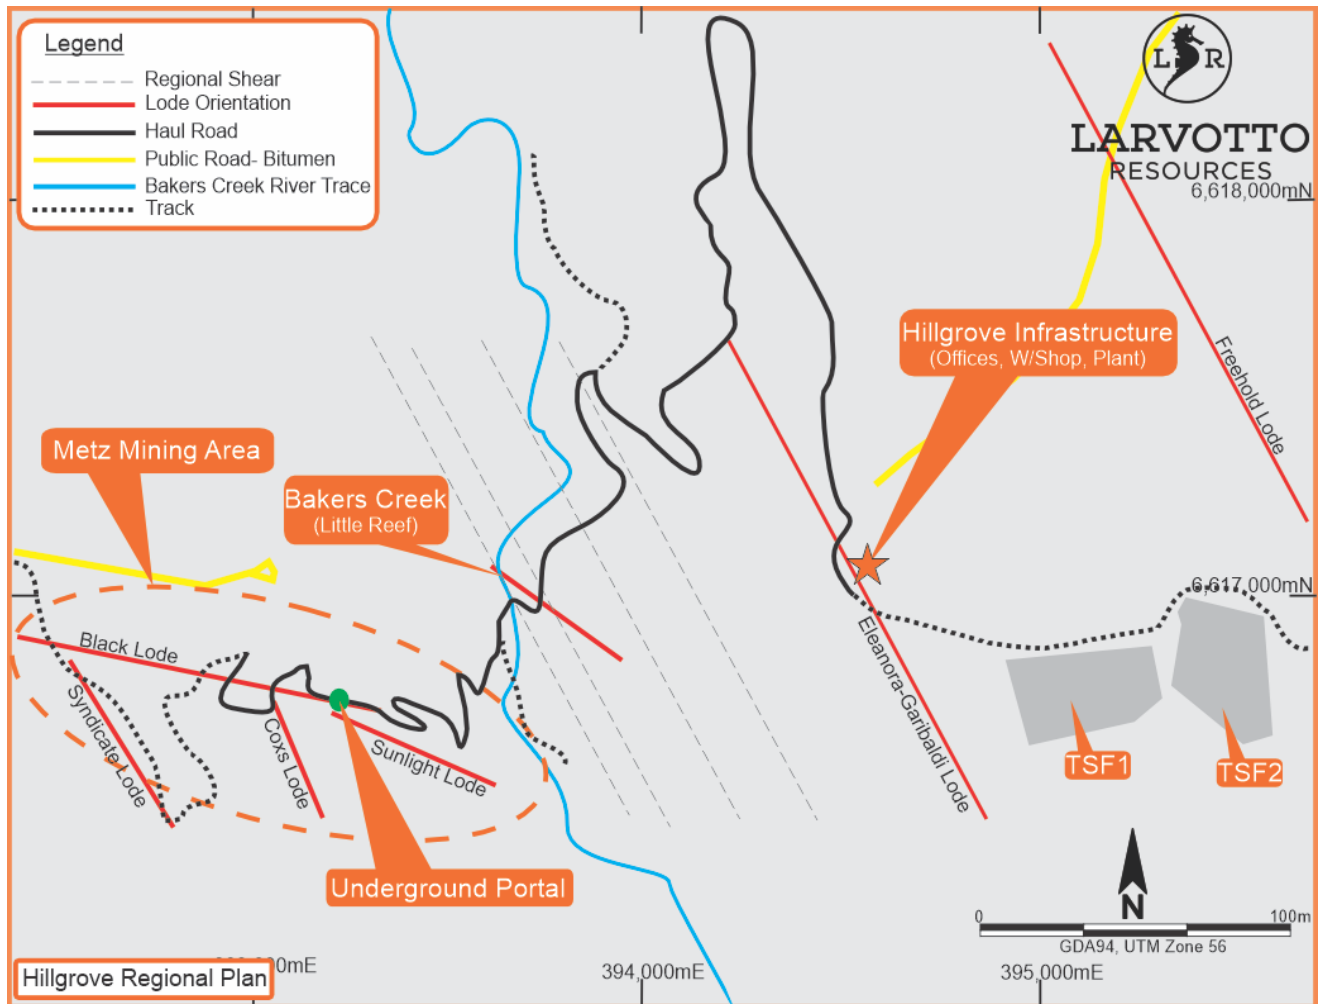 Legend
Regional Shear
Lode Orientation
Haul Road
Public Road- Bitumen
Bakers Creek River Trace
Track
L R
LARVOTTO
RESOURCES
6,618,000mN
Hillgrove Infrastructure
(Offices, W/Shop, Plant)
Freehold Lode
Metz Mining Area
Bakers Creek
(Little Reef)
6,617,000mN
Black Lode
Syndicate Lode
Coxs Lode
Sunlight Lode
Eleanora-Garibaldi Lode
TSF1
TSF2
Underground Portal
N
0
100m
GDA94, UTM Zone 56
394,000mE
395,000mE
Hillgrove Regional Plan